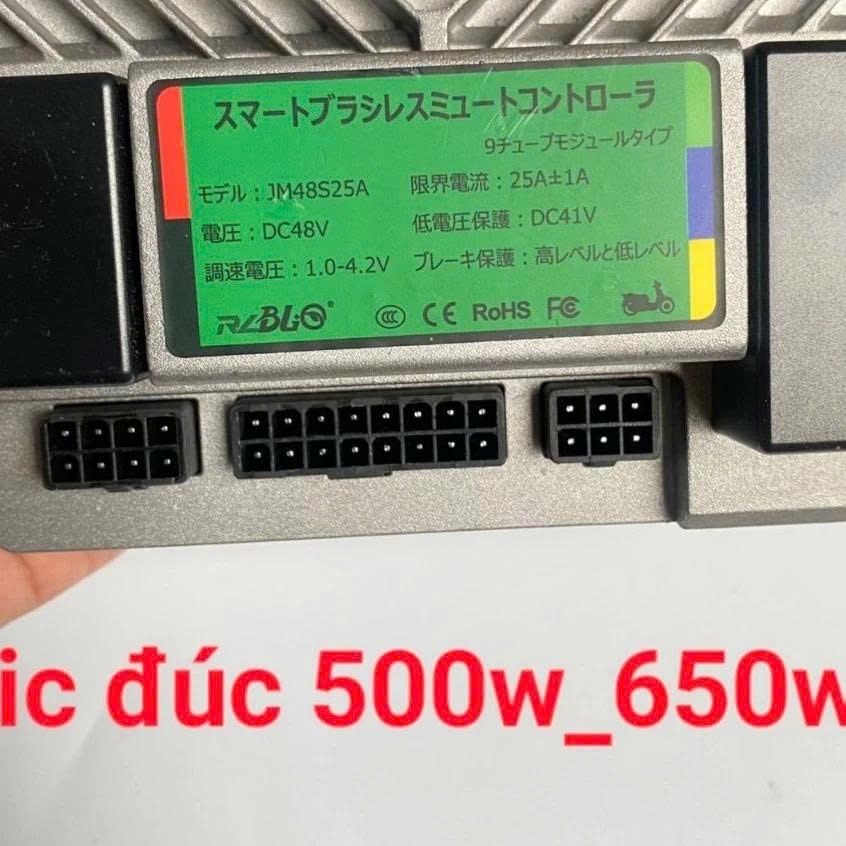 スマートブラシレスミュートコントローラ
9チューブモジュールタイプ
モデル：JM48S25A
限界電流：25A±1A
電圧：DC48V
低電圧保護：DC41V
調速電圧：1.0-4.2V
ブレーキ保護：高レベルと低レベル
CCC CE RoHS FC
ic đúc 500w_650w